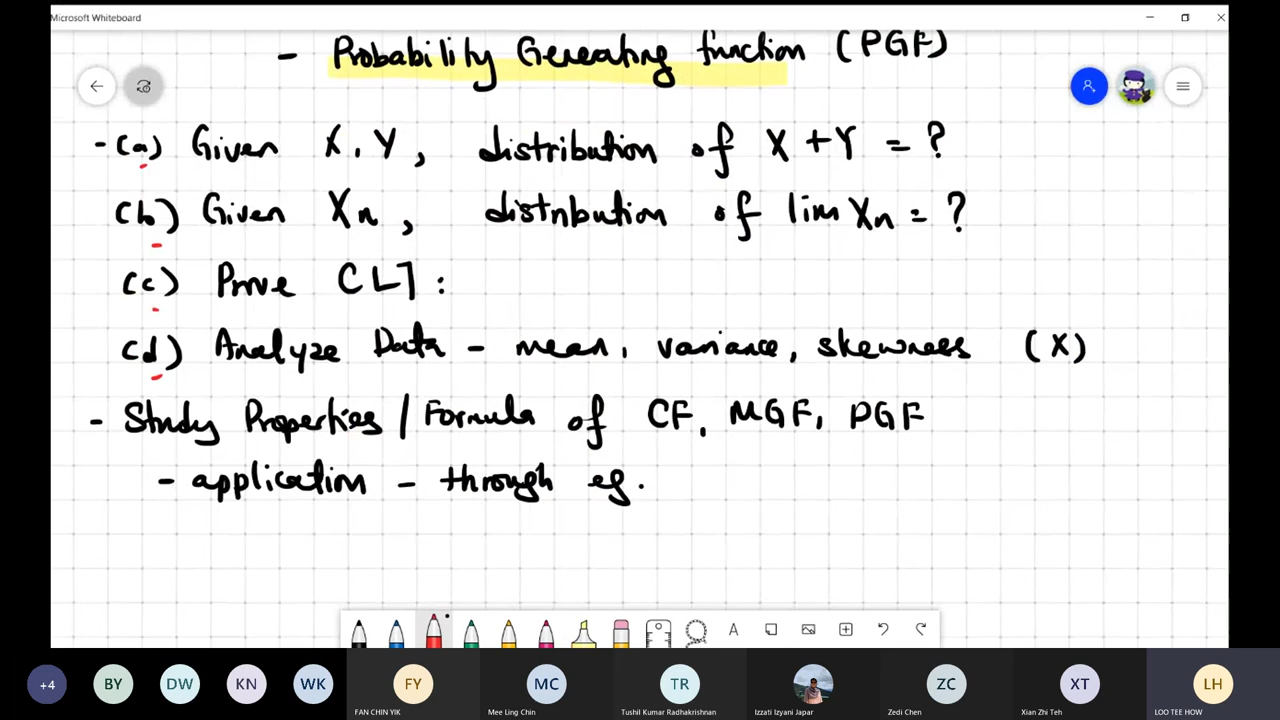 Microsoft Whiteboard
- Probability Generating function (PGF)
- (a) Given X, Y, distribution of X + Y = ?
(b) Given Xn, distribution of lim Xn = ?
(c) Prove CLT:
(d) Analyze Data - mean, variance, skewness (X)
- Study Properties / Formula of CF, MGF, PGF
- application - through eg.
A
+4 BY DW KN WK FY MC TR ZC XT LH
FAN CHIN YIK Mee Ling Chin Tushil Kumar Radhakrishnan Izzati Izyani Japar Zedi Chen Xian Zhi Teh LOO TEE HOW